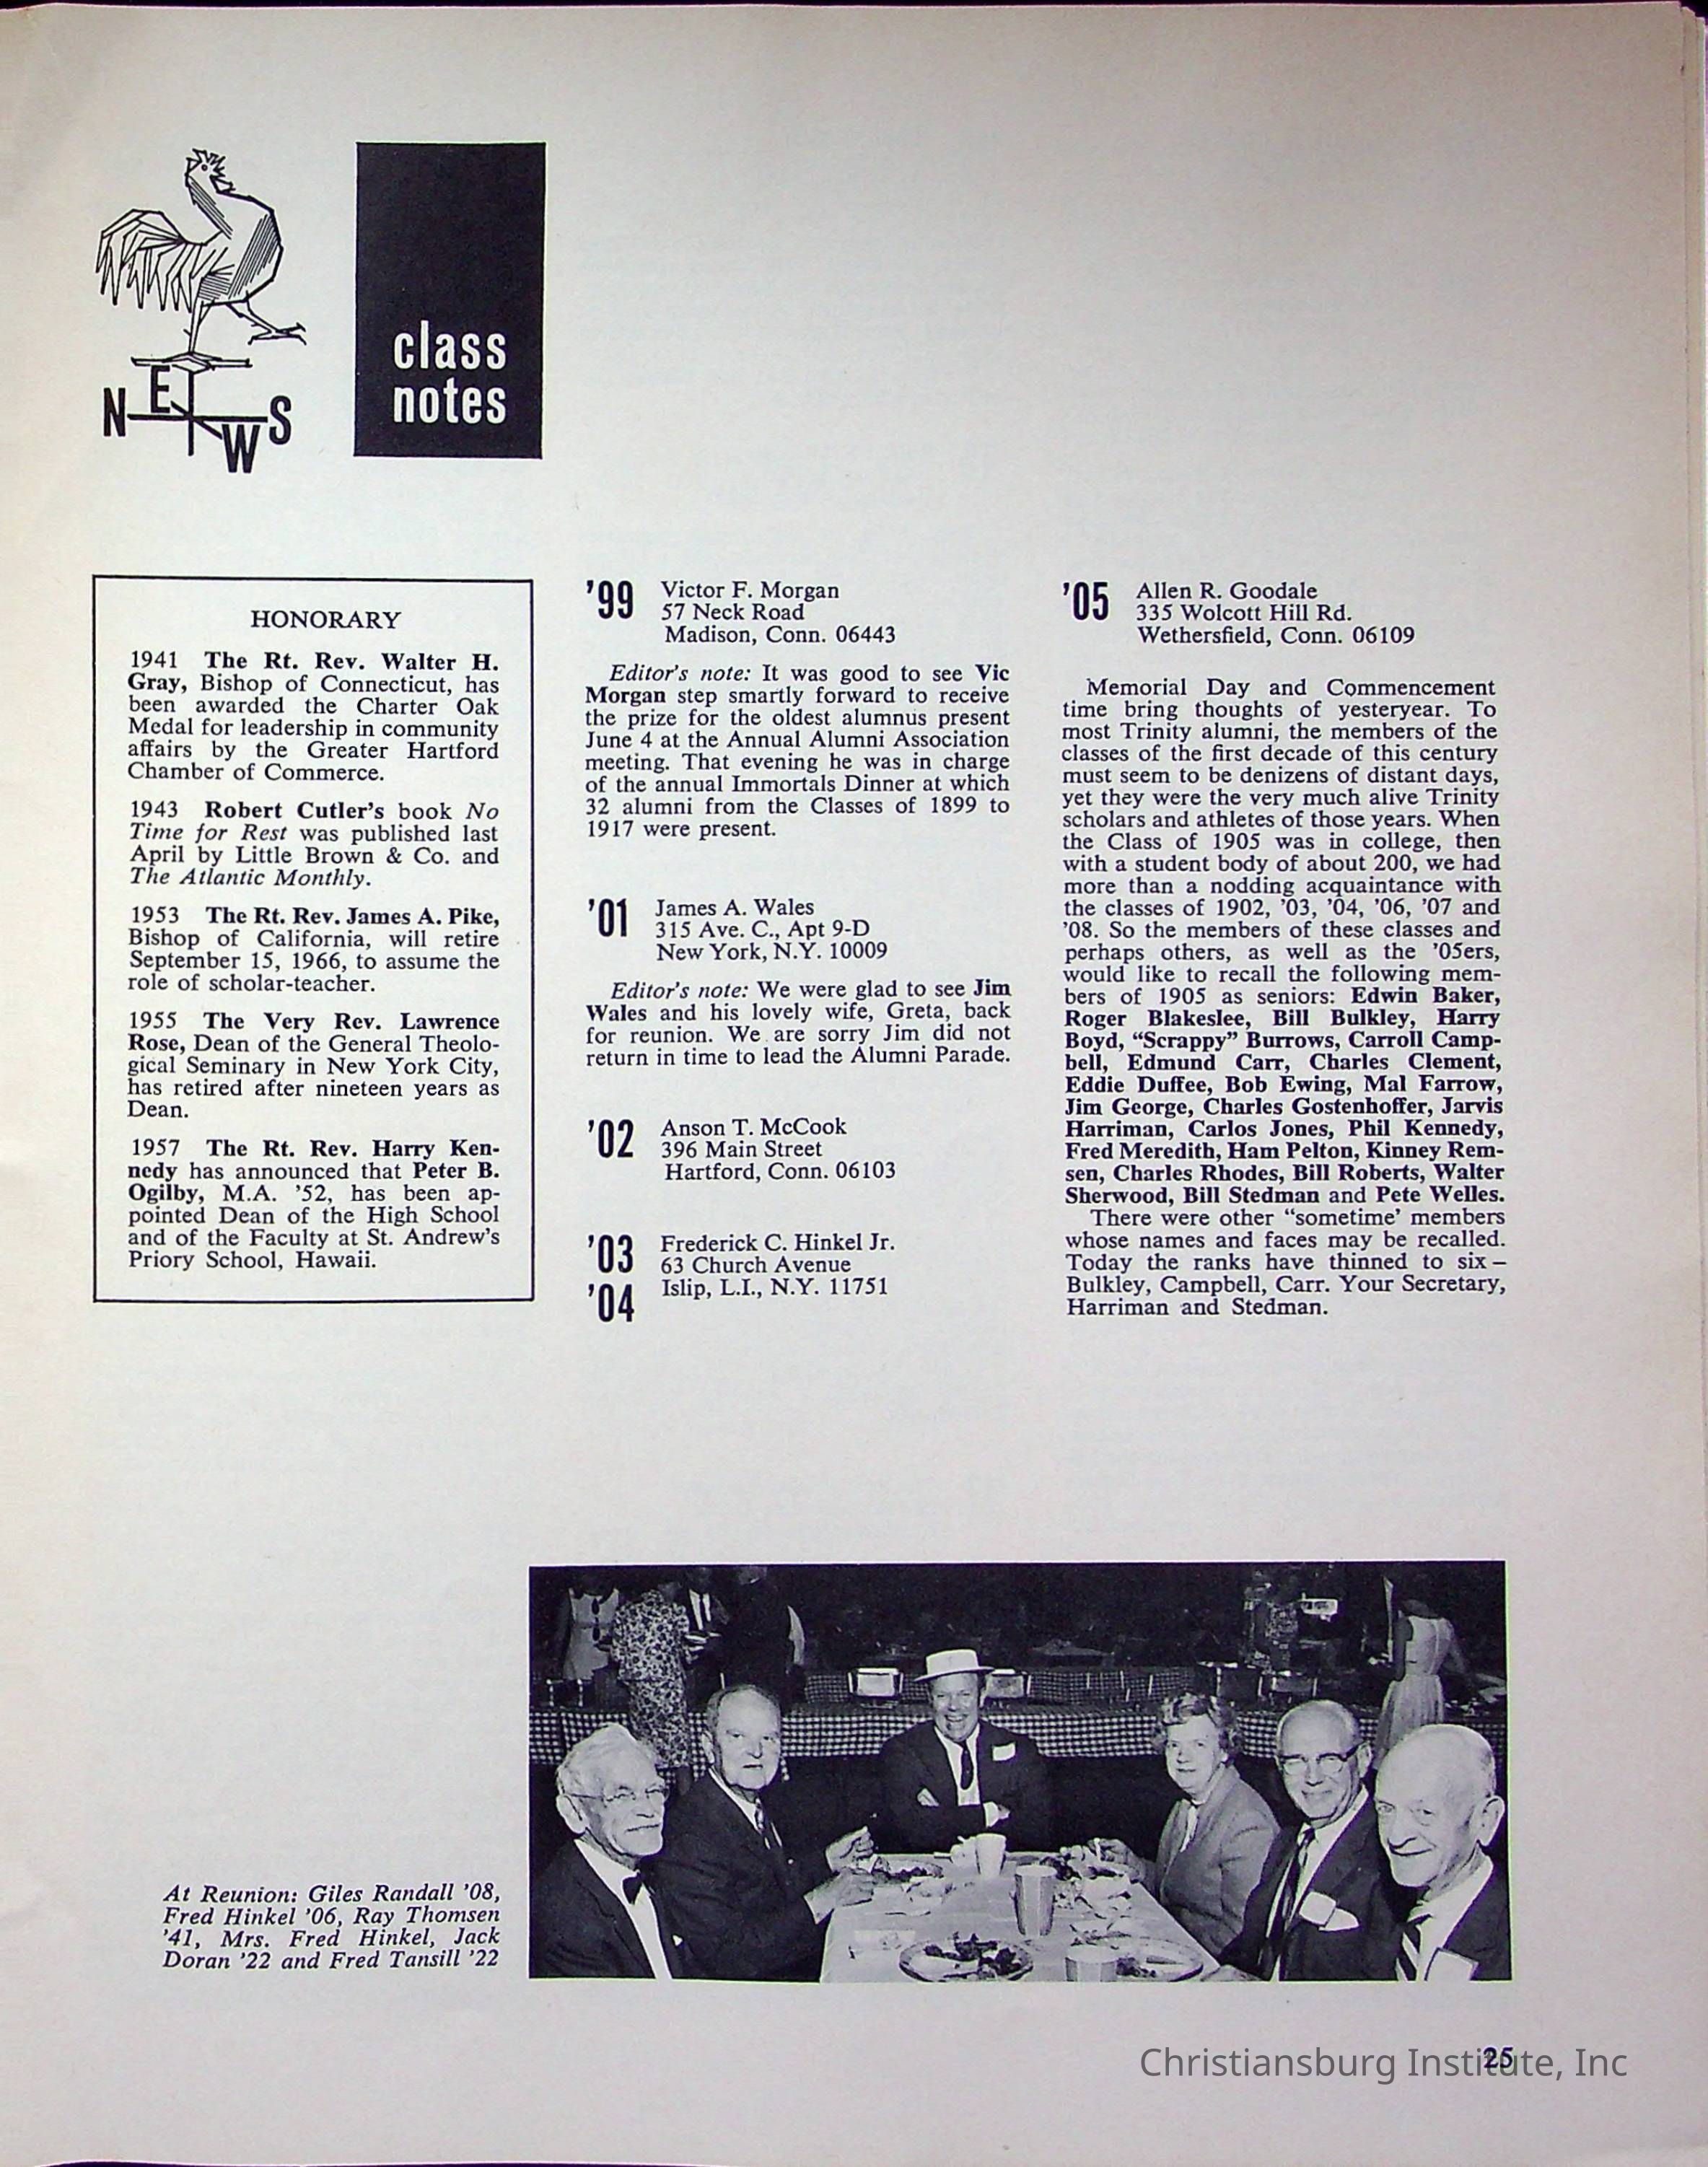 N E W S
class
notes
HONORARY
1941 The Rt. Rev. Walter H.
Gray, Bishop of Connecticut, has
been awarded the Charter Oak
Medal for leadership in community
affairs by the Greater Hartford
Chamber of Commerce.
1943 Robert Cutler's book No
Time for Rest was published last
April by Little Brown & Co. and
The Atlantic Monthly.
1953 The Rt. Rev. James A. Pike,
Bishop of California, will retire
September 15, 1966, to assume the
role of scholar-teacher.
1955 The Very Rev. Lawrence
Rose, Dean of the General Theolo-
gical Seminary in New York City,
has retired after nineteen years as
Dean.
1957 The Rt. Rev. Harry Ken-
nedy has announced that Peter B.
Ogilby, M.A. '52, has been ap-
pointed Dean of the High School
and of the Faculty at St. Andrew's
Priory School, Hawaii.
'99 Victor F. Morgan
57 Neck Road
Madison, Conn. 06443
Editor's note: It was good to see Vic
Morgan step smartly forward to receive
the prize for the oldest alumnus present
June 4 at the Annual Alumni Association
meeting. That evening he was in charge
of the annual Immortals Dinner at which
32 alumni from the Classes of 1899 to
1917 were present.
'01 James A. Wales
315 Ave. C., Apt 9-D
New York, N.Y. 10009
Editor's note: We were glad to see Jim
Wales and his lovely wife, Greta, back
for reunion. We are sorry Jim did not
return in time to lead the Alumni Parade.
'02 Anson T. McCook
396 Main Street
Hartford, Conn. 06103
'03 Frederick C. Hinkel Jr.
63 Church Avenue
'04 Islip, L.I., N.Y. 11751
'05 Allen R. Goodale
335 Wolcott Hill Rd.
Wethersfield, Conn. 06109
Memorial Day and Commencement
time bring thoughts of yesteryear. To
most Trinity alumni, the members of the
classes of the first decade of this century
must seem to be denizens of distant days,
yet they were the very much alive Trinity
scholars and athletes of those years. When
the Class of 1905 was in college, then
with a student body of about 200, we had
more than a nodding acquaintance with
the classes of 1902, '03, '04, '06, '07 and
'08. So the members of these classes and
perhaps others, as well as the '05ers,
would like to recall the following mem-
bers of 1905 as seniors: Edwin Baker,
Roger Blakeslee, Bill Bulkley, Harry
Boyd, "Scrappy" Burrows, Carroll Camp-
bell, Edmund Carr, Charles Clement,
Eddie Duffee, Bob Ewing, Mal Farrow,
Jim George, Charles Gostenhoffer, Jarvis
Harriman, Carlos Jones, Phil Kennedy,
Fred Meredith, Ham Pelton, Kinney Rem-
sen, Charles Rhodes, Bill Roberts, Walter
Sherwood, Bill Stedman and Pete Welles.
There were other "sometime' members
whose names and faces may be recalled.
Today the ranks have thinned to six –
Bulkley, Campbell, Carr. Your Secretary,
Harriman and Stedman.
At Reunion: Giles Randall '08,
Fred Hinkel '06, Ray Thomsen
'41, Mrs. Fred Hinkel, Jack
Doran '22 and Fred Tansill '22
25
Christiansburg Institute, Inc